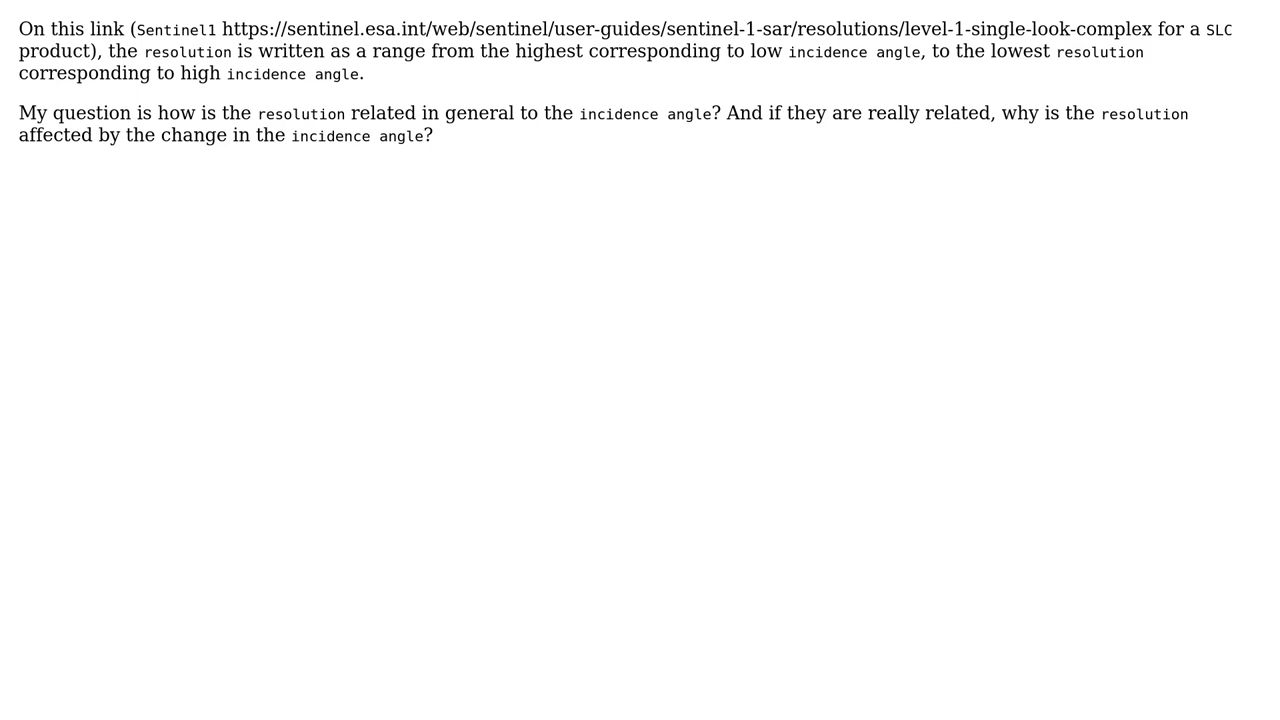 On this link (Sentinel1 https://sentinel.esa.int/web/sentinel/user-guides/sentinel-1-sar/resolutions/level-1-single-look-complex for a SLC
product), the resolution is written as a range from the highest corresponding to low incidence angle, to the lowest resolution
corresponding to high incidence angle.
My question is how is the resolution related in general to the incidence angle? And if they are really related, why is the resolution
affected by the change in the incidence angle?